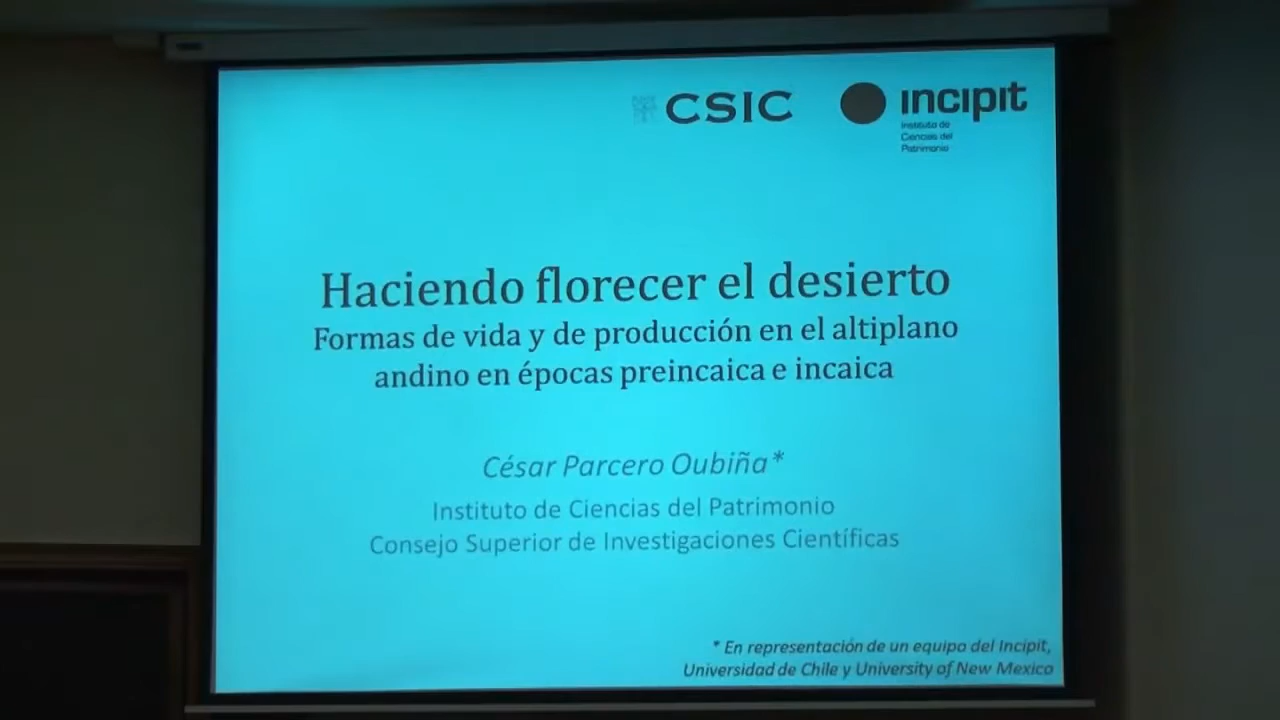 CSIC
incipit
Instituto de
Ciencias del
Patrimonio
Haciendo florecer el desierto
Formas de vida y de producción en el altiplano
andino en épocas preincaica e incaica
César Parcero Oubiña*
Instituto de Ciencias del Patrimonio
Consejo Superior de Investigaciones Científicas
* En representación de un equipo del Incipit,
Universidad de Chile y University of New Mexico